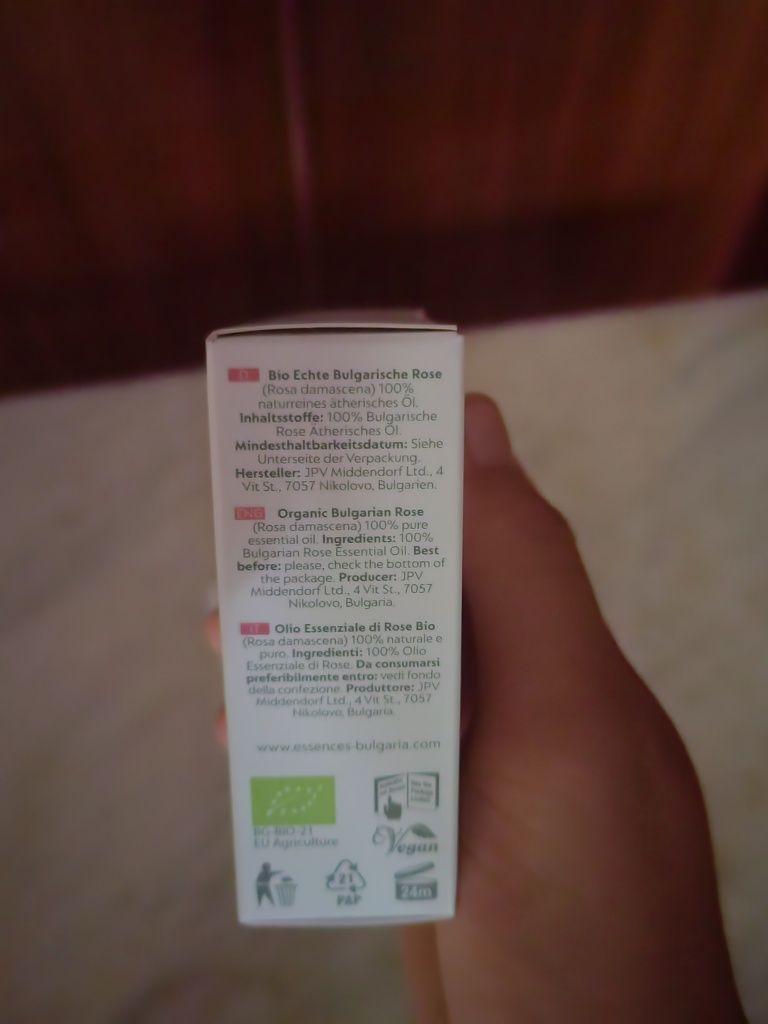 D Bio Echte Bulgarische Rose
(Rosa damascena) 100%
naturreines ätherisches Öl.
Inhaltsstoffe: 100% Bulgarische
Rose Ätherisches Öl.
Mindesthaltbarkeitsdatum: Siehe
Unterseite der Verpackung.
Hersteller: JPV Middendorf Ltd., 4
Vit St., 7057 Nikolovo, Bulgarien.
ENG Organic Bulgarian Rose
(Rosa damascena) 100% pure
essential oil. Ingredients: 100%
Bulgarian Rose Essential Oil. Best
before: please, check the bottom of
the package. Producer: JPV
Middendorf Ltd., 4 Vit St., 7057
Nikolovo, Bulgaria.
IT Olio Essenziale di Rose Bio
(Rosa damascena) 100% naturale e
puro. Ingredienti: 100% Olio
Essenziale di Rose. Da consumarsi
preferibilmente entro: vedi fondo
della confezione. Produttore: JPV
Middendorf Ltd., 4 Vit St., 7057
Nikolovo, Bulgaria.
www.essences-bulgaria.com
BG-BIO-21
EU Agriculture
Vegan
21
PAP
24m